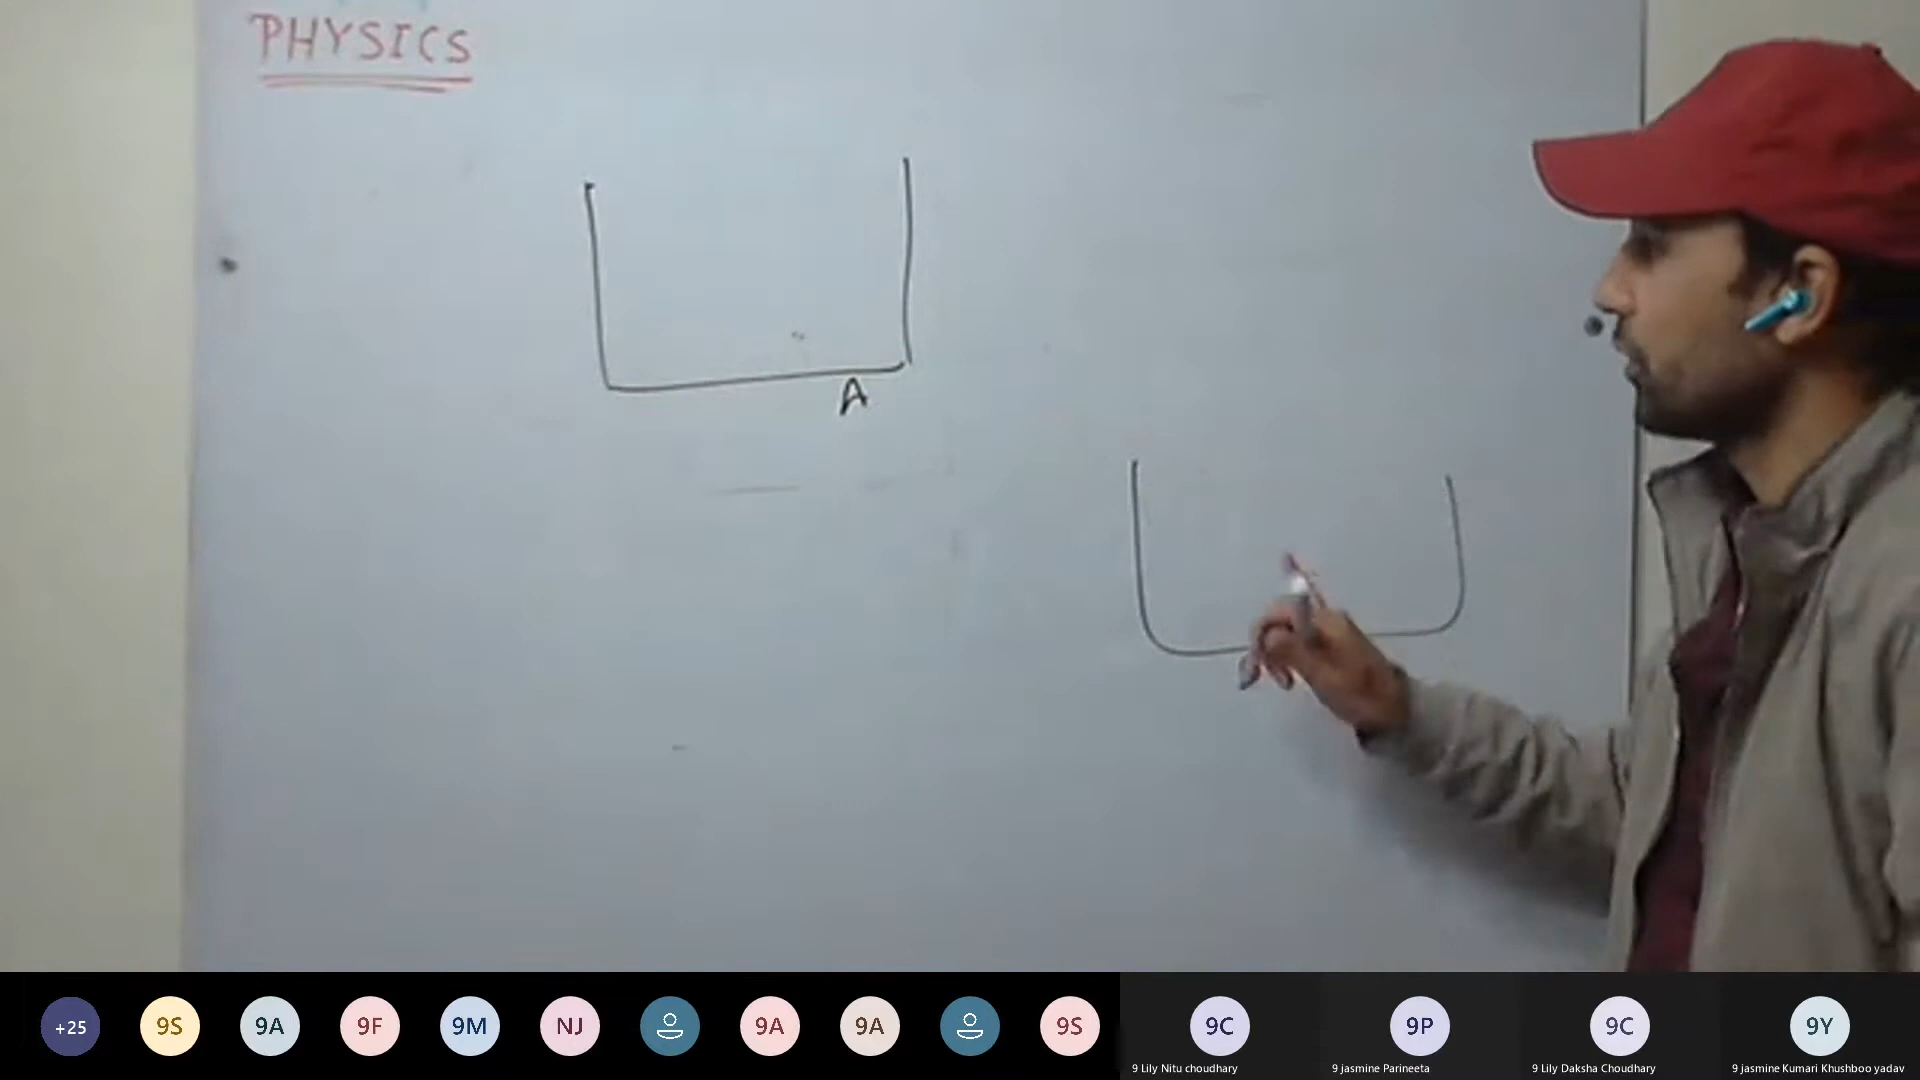 PHYSICS
A
+25
9S
9A
9F
9M
NJ
9A
9A
9S
9C
9P
9C
9Y
9 Lily Nitu choudhary
9 jasmine Parineeta
9 Lily Daksha Choudhary
9 jasmine Kumari Khushboo yadav